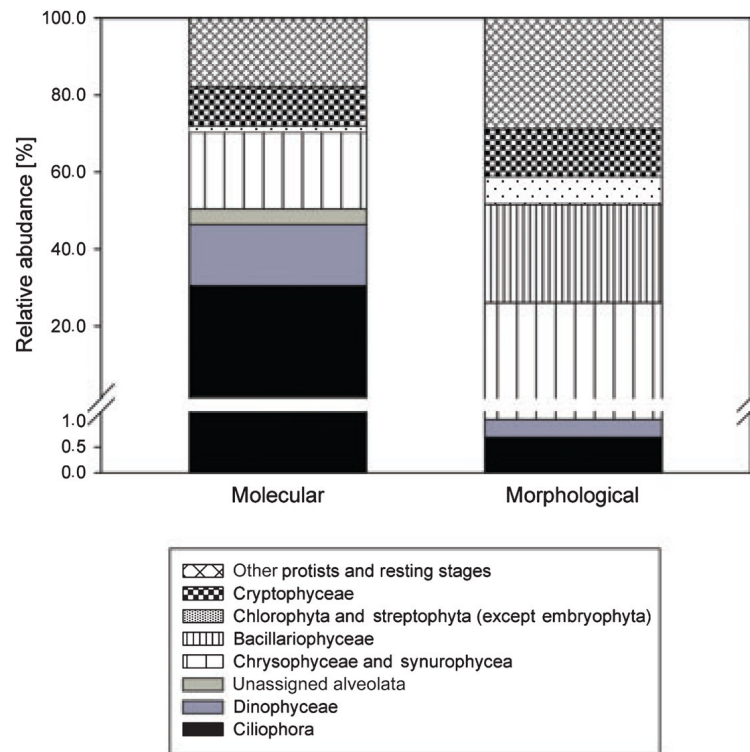 100.0
80.0
60.0
40.0
20.0
1.0
0.5
0.0
Relative abudance [%]
Molecular
Morphological
Other protists and resting stages
Cryptophyceae
Chlorophyta and streptophyta (except embryophyta)
Bacillariophyceae
Chrysophyceae and synurophycea
Unassigned alveolata
Dinophyceae
Ciliophora